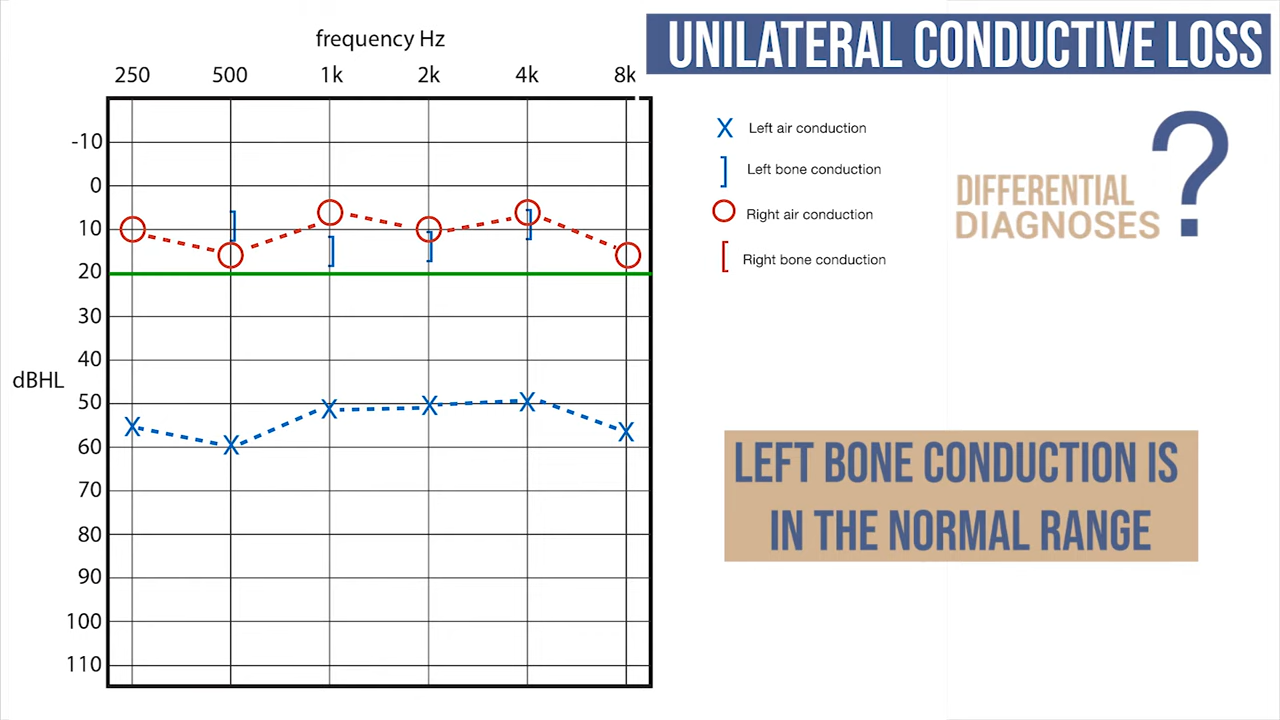 UNILATERAL CONDUCTIVE LOSS
frequency Hz
250 500 1k 2k 4k 8k
-10
0
10
20
30
40
dBHL
50
60
70
80
90
100
110
X Left air conduction
] Left bone conduction
O Right air conduction
[ Right bone conduction
DIFFERENTIAL
DIAGNOSES ?
LEFT BONE CONDUCTION IS
IN THE NORMAL RANGE